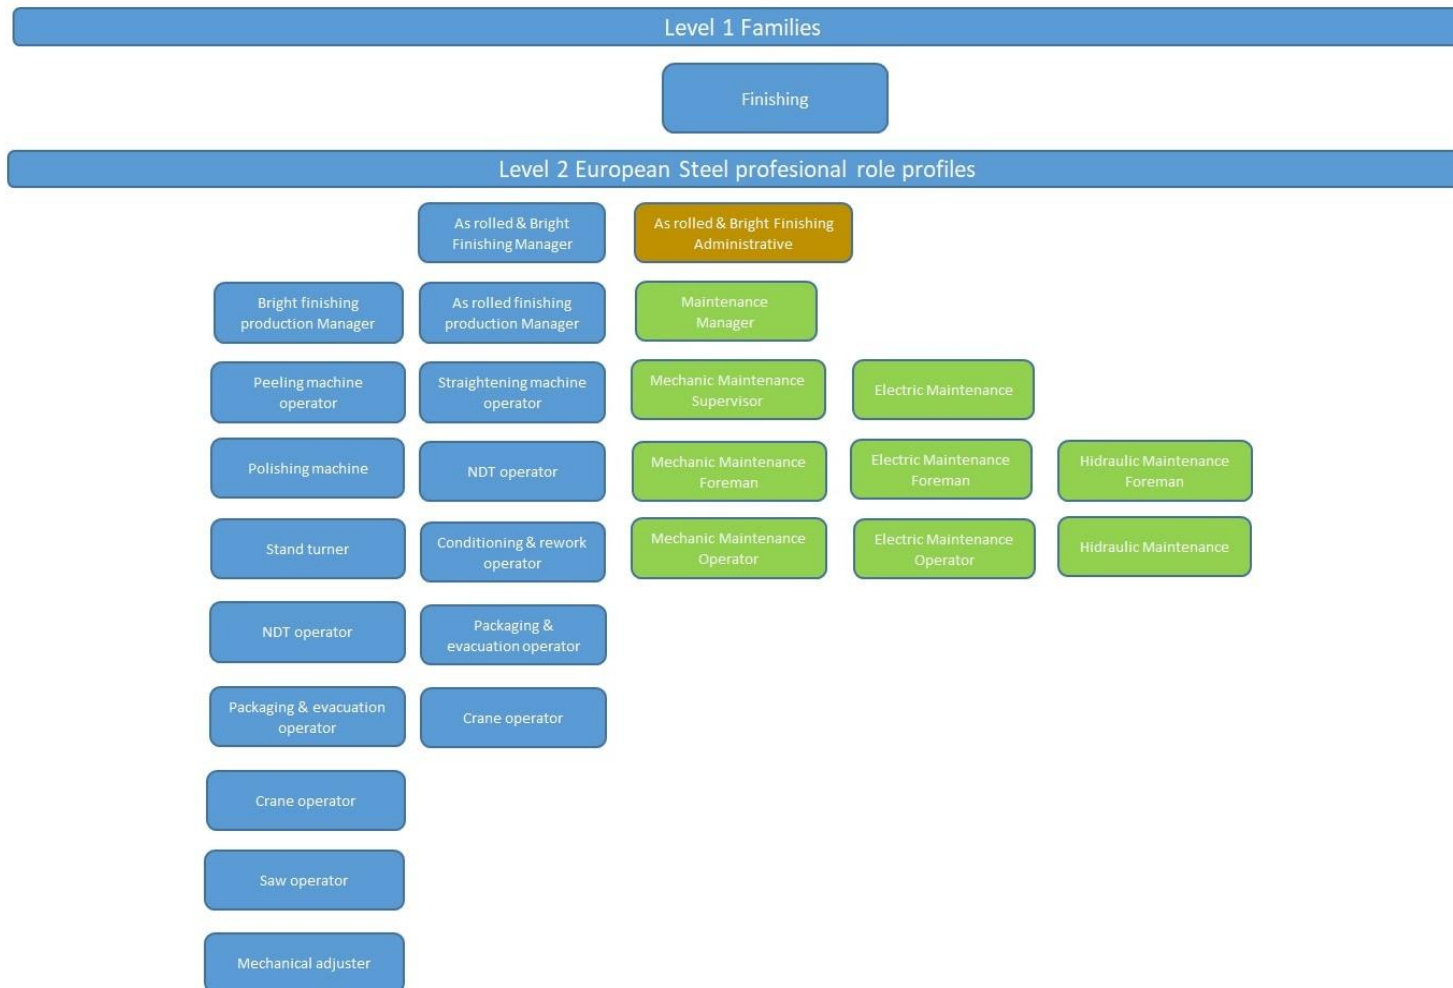 Level 1 Families
Finishing
Level 2 European Steel profesional role profiles
As rolled & Bright
Finishing Manager
As rolled & Bright Finishing
Administrative
Bright finishing
production Manager
As rolled finishing
production Manager
Maintenance
Manager
Peeling machine
operator
Straightening machine
operator
Mechanic Maintenance
Supervisor
Electric Maintenance
Polishing machine
NDT operator
Mechanic Maintenance
Foreman
Electric Maintenance
Foreman
Hidraulic Maintenance
Foreman
Stand turner
Conditioning & rework
operator
Mechanic Maintenance
Operator
Electric Maintenance
Operator
Hidraulic Maintenance
NDT operator
Packaging &
evacuation operator
Packaging & evacuation
operator
Crane operator
Crane operator
Saw operator
Mechanical adjuster